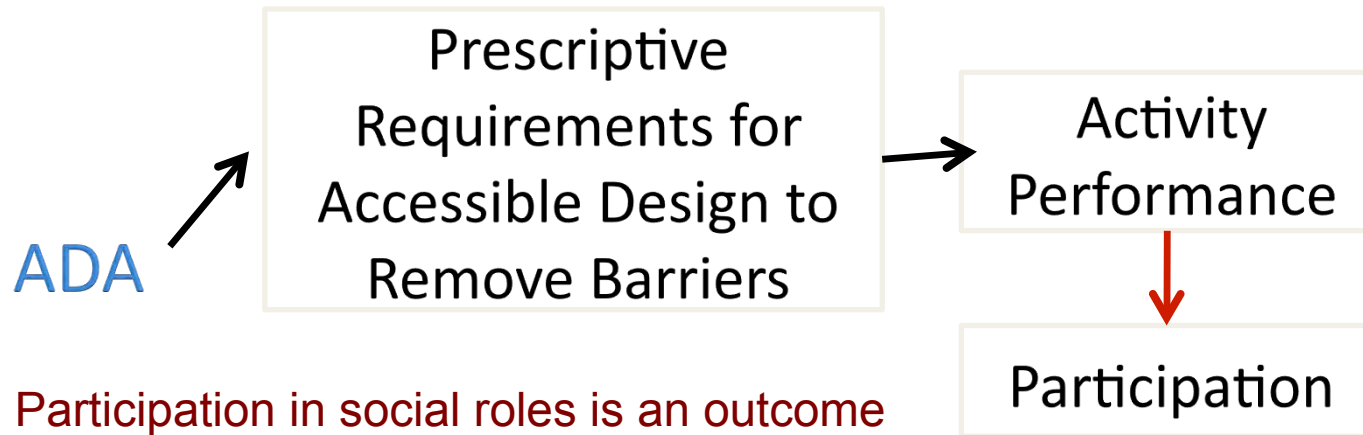 Prescriptive
Requirements for
Accessible Design to
Remove Barriers
Activity
Performance
ADA
Participation
Participation in social roles is an outcome